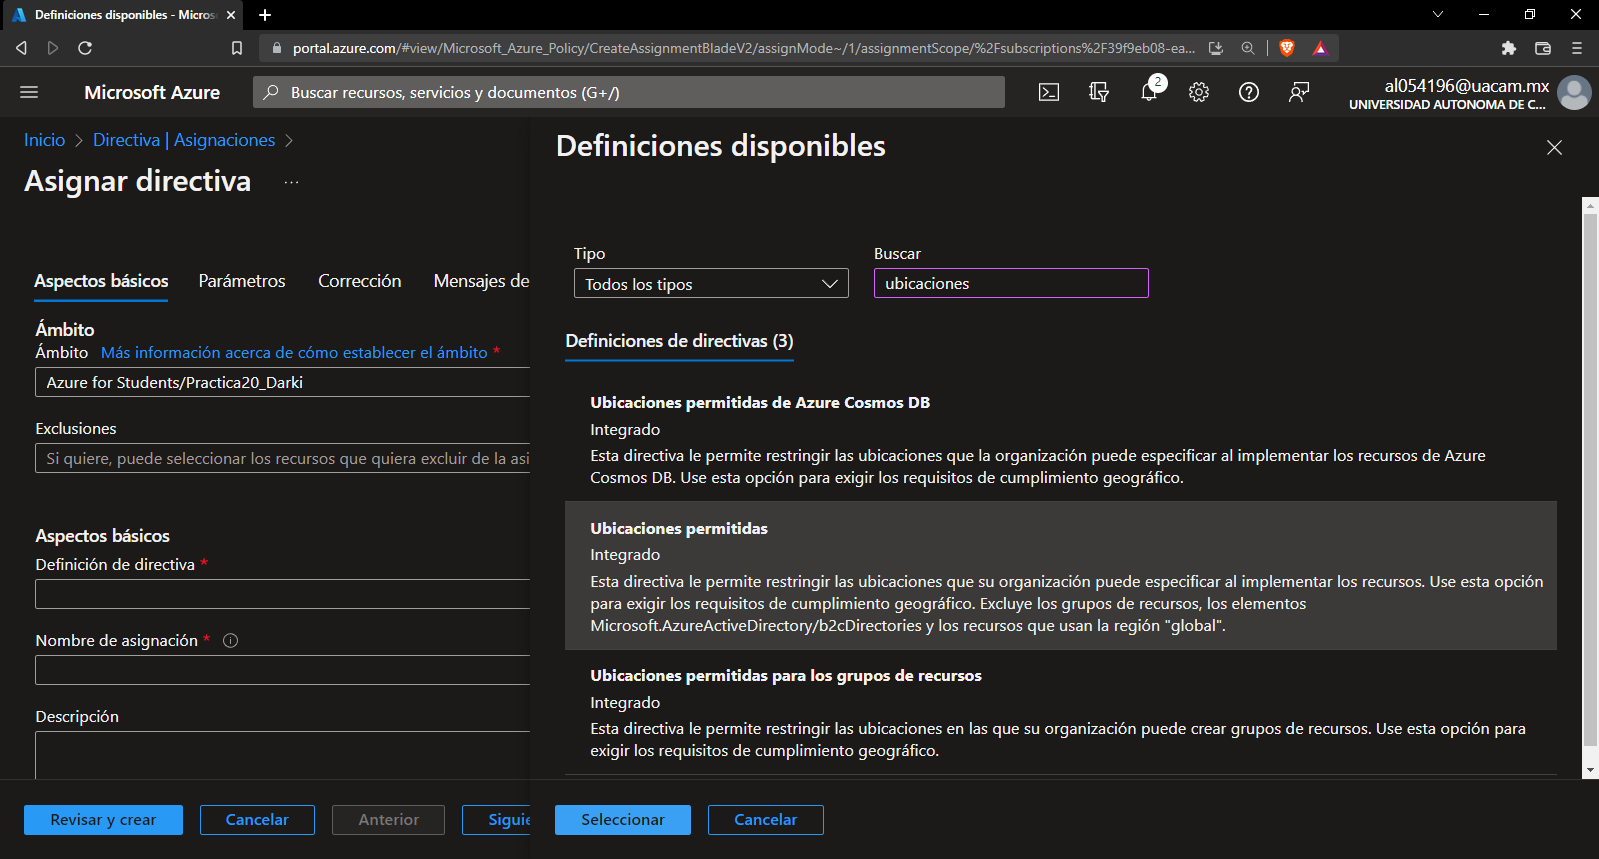 Definiciones disponibles - Micros
portal.azure.com/#view/Microsoft_Azure_Policy/CreateAssignmentBladeV2/assignMode~/1/assignmentScope/%2Fsubscriptions%2F39f9eb08-ea...
Microsoft Azure
Buscar recursos, servicios y documentos (G+/)
2
al054196@uacam.mx
UNIVERSIDAD AUTONOMA DE C...
Inicio > Directiva | Asignaciones >
Asignar directiva ...
Aspectos básicos
Parámetros
Corrección
Mensajes de
Ámbito
Ámbito Más información acerca de cómo establecer el ámbito *
Azure for Students/Practica20_Darki
Exclusiones
Si quiere, puede seleccionar los recursos que quiera excluir de la asi
Aspectos básicos
Definición de directiva *
Nombre de asignación *
Descripción
Revisar y crear
Cancelar
Anterior
Siguie
Definiciones disponibles
Tipo
Todos los tipos
Buscar
ubicaciones
Definiciones de directivas (3)
Ubicaciones permitidas de Azure Cosmos DB
Integrado
Esta directiva le permite restringir las ubicaciones que la organización puede especificar al implementar los recursos de Azure
Cosmos DB. Use esta opción para exigir los requisitos de cumplimiento geográfico.
Ubicaciones permitidas
Integrado
Esta directiva le permite restringir las ubicaciones que su organización puede especificar al implementar los recursos. Use esta opción
para exigir los requisitos de cumplimiento geográfico. Excluye los grupos de recursos, los elementos
Microsoft.AzureActiveDirectory/b2cDirectories y los recursos que usan la región "global".
Ubicaciones permitidas para los grupos de recursos
Integrado
Esta directiva le permite restringir las ubicaciones en las que su organización puede crear grupos de recursos. Use esta opción para
exigir los requisitos de cumplimiento geográfico.
Seleccionar
Cancelar